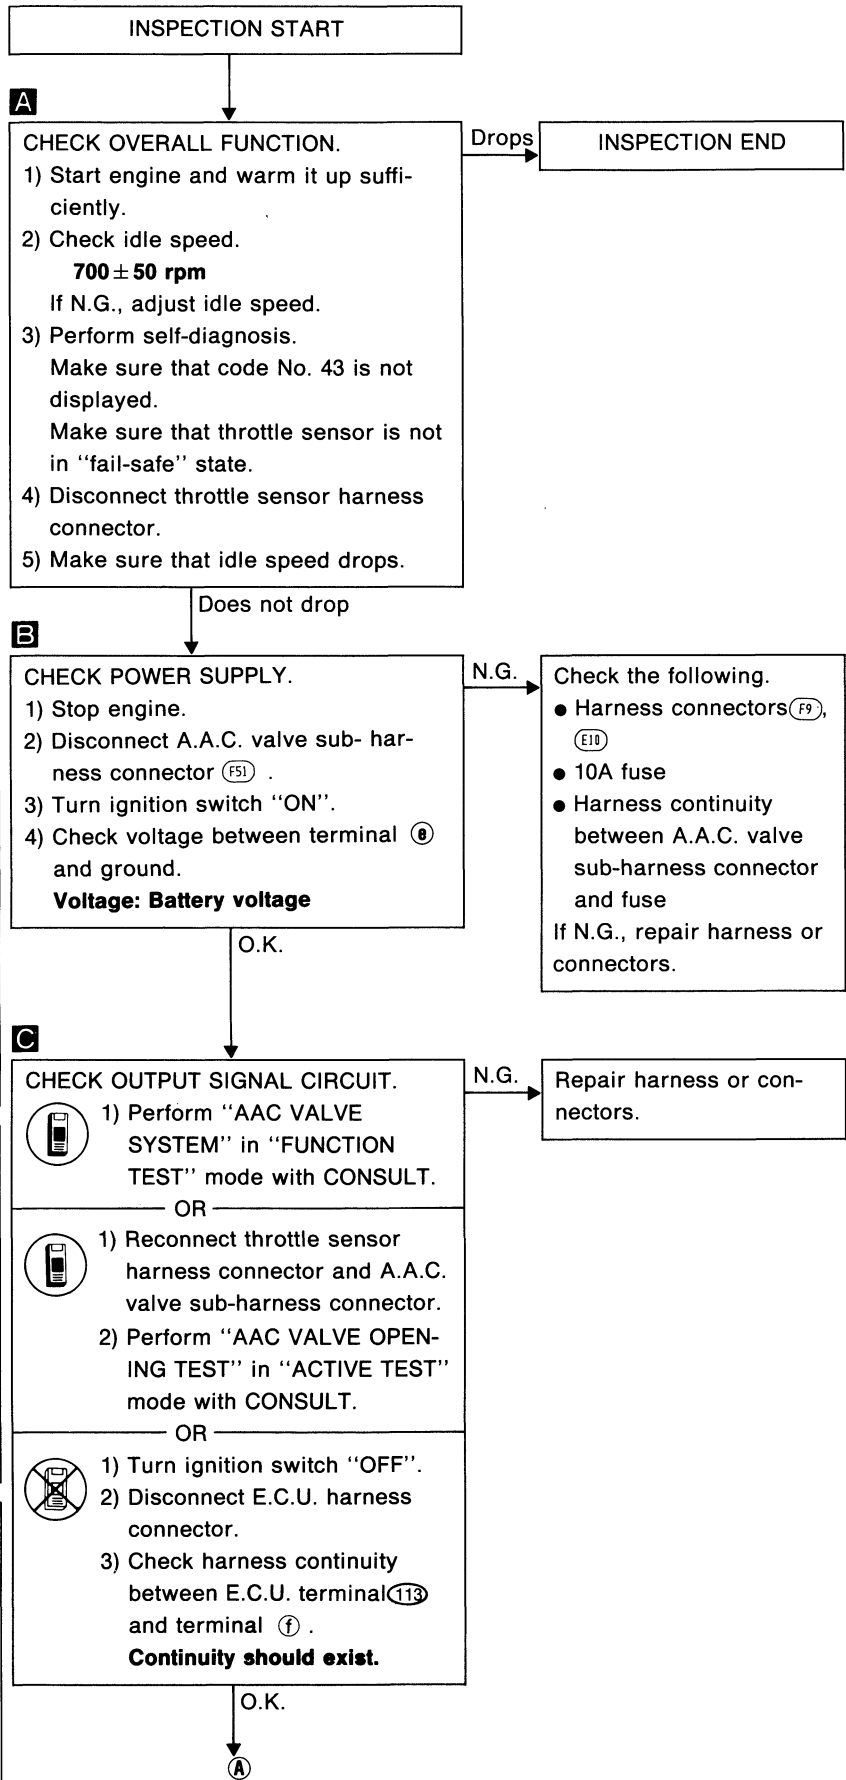 INSPECTION START
A
CHECK OVERALL FUNCTION.
1) Start engine and warm it up suffi-
ciently.
2) Check idle speed.
700 ± 50 rpm
If N.G., adjust idle speed.
3) Perform self-diagnosis.
Make sure that code No. 43 is not
displayed.
Make sure that throttle sensor is not
in “fail-safe” state.
4) Disconnect throttle sensor harness
connector.
5) Make sure that idle speed drops.
Drops
INSPECTION END
Does not drop
B
CHECK POWER SUPPLY.
1) Stop engine.
2) Disconnect A.A.C. valve sub- har-
ness connector F51 .
3) Turn ignition switch “ON”.
4) Check voltage between terminal ⓔ
and ground.
Voltage: Battery voltage
N.G.
Check the following.
● Harness connectors F9 ,
E10
● 10A fuse
● Harness continuity
between A.A.C. valve
sub-harness connector
and fuse
If N.G., repair harness or
connectors.
O.K.
C
CHECK OUTPUT SIGNAL CIRCUIT.
1) Perform “AAC VALVE
SYSTEM” in “FUNCTION
TEST” mode with CONSULT.
OR
1) Reconnect throttle sensor
harness connector and A.A.C.
valve sub-harness connector.
2) Perform “AAC VALVE OPEN-
ING TEST” in “ACTIVE TEST”
mode with CONSULT.
OR
1) Turn ignition switch “OFF”.
2) Disconnect E.C.U. harness
connector.
3) Check harness continuity
between E.C.U. terminal 113
and terminal ⓕ .
Continuity should exist.
N.G.
Repair harness or con-
nectors.
O.K.
Ⓐ